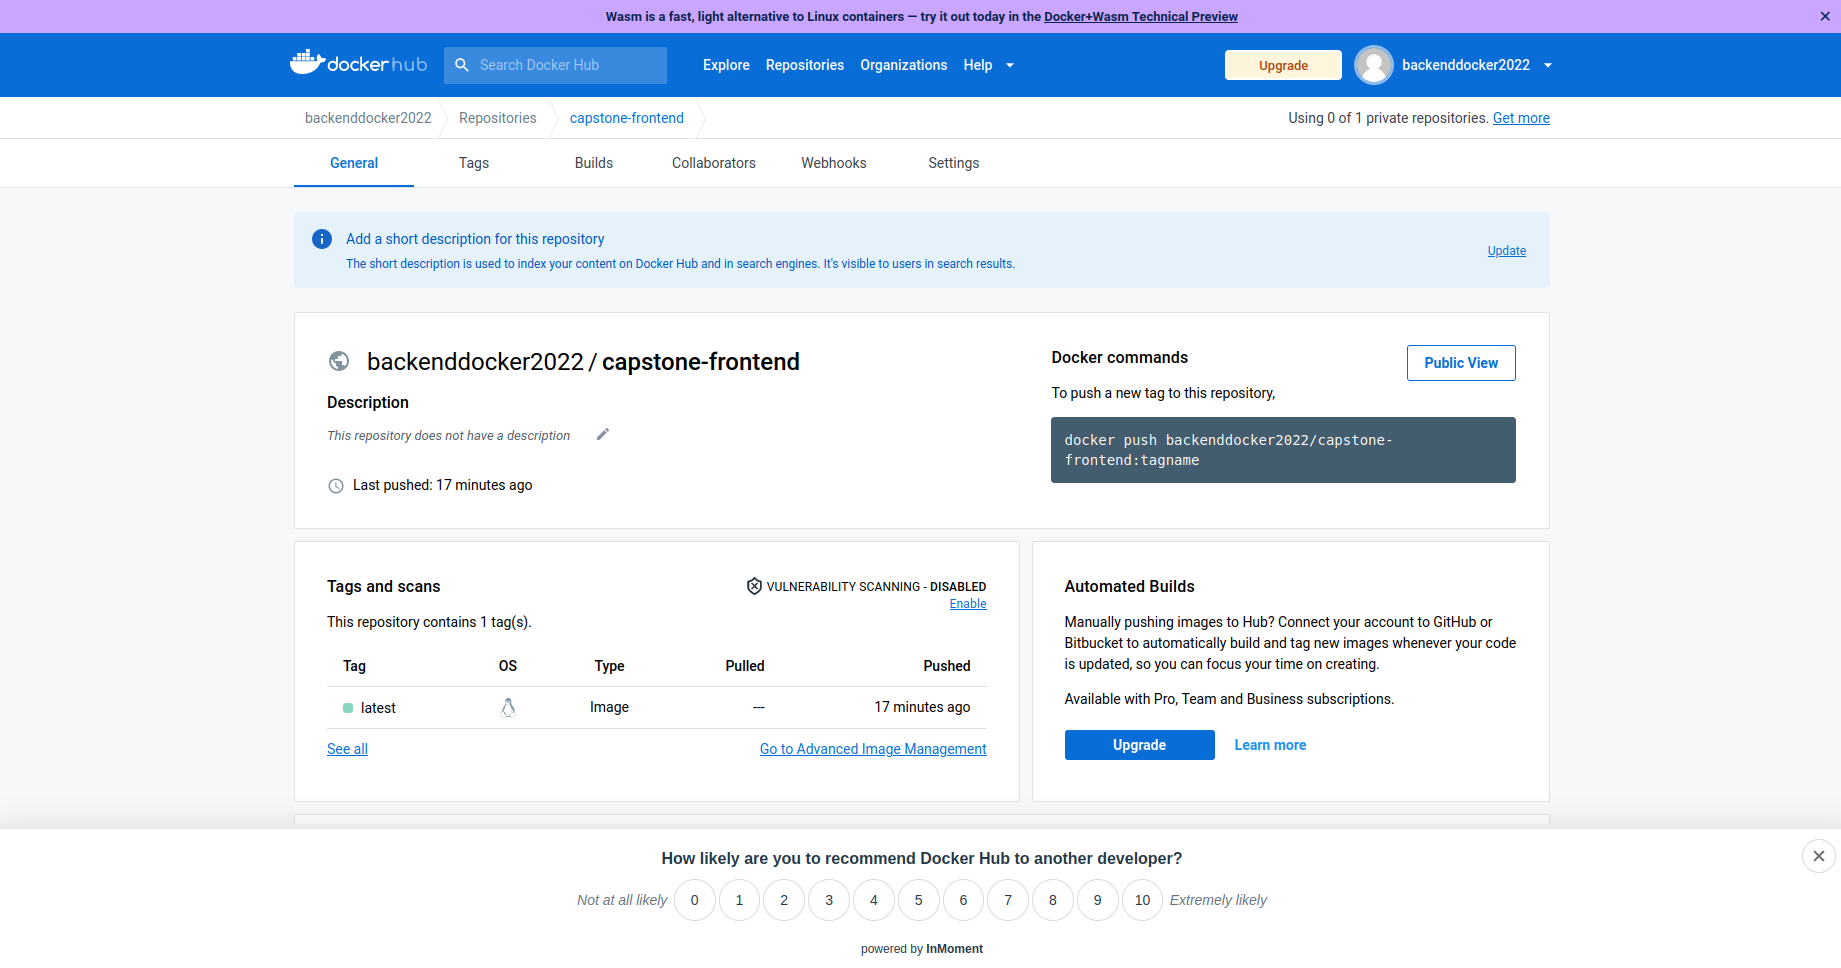 Wasm is a fast, light alternative to Linux containers — try it out today in the Docker+Wasm Technical Preview
docker hub
Search Docker Hub
Explore
Repositories
Organizations
Help
Upgrade
backenddocker2022
backenddocker2022
Repositories
capstone-frontend
Using 0 of 1 private repositories. Get more
General
Tags
Builds
Collaborators
Webhooks
Settings
Add a short description for this repository
The short description is used to index your content on Docker Hub and in search engines. It's visible to users in search results.
Update
backenddocker2022 / capstone-frontend
Description
This repository does not have a description
Last pushed: 17 minutes ago
Docker commands
Public View
To push a new tag to this repository,
docker push backenddocker2022/capstone-
frontend:tagname
Tags and scans
VULNERABILITY SCANNING - DISABLED
Enable
This repository contains 1 tag(s).
Tag OS Type Pulled Pushed
latest Image --- 17 minutes ago
See all
Go to Advanced Image Management
Automated Builds
Manually pushing images to Hub? Connect your account to GitHub or
Bitbucket to automatically build and tag new images whenever your code
is updated, so you can focus your time on creating.
Available with Pro, Team and Business subscriptions.
Upgrade
Learn more
How likely are you to recommend Docker Hub to another developer?
Not at all likely 0 1 2 3 4 5 6 7 8 9 10 Extremely likely
powered by InMoment